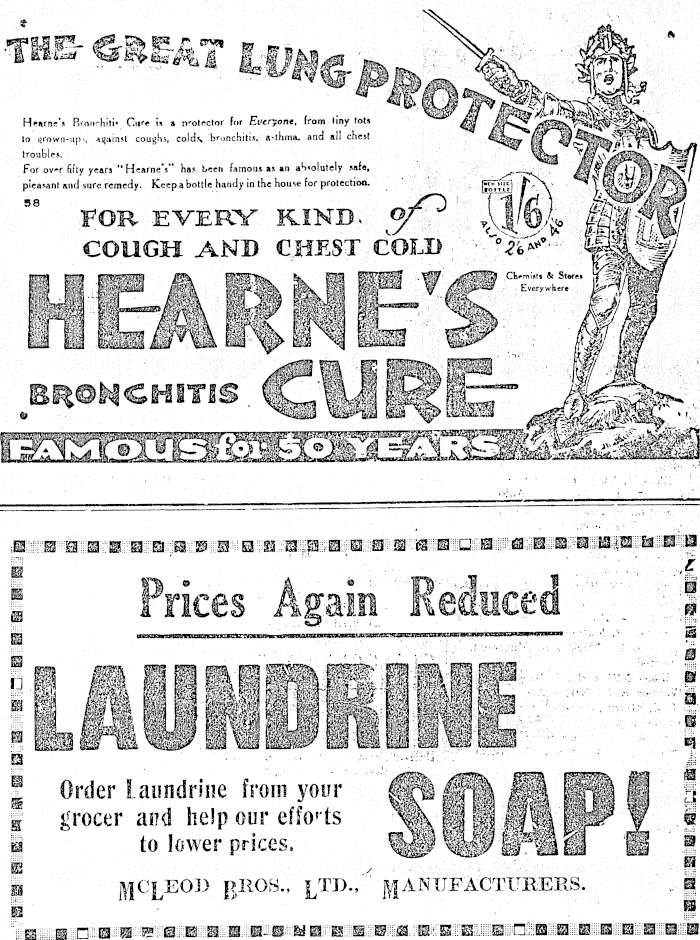 THE GREAT LUNG PROTECTOR
Hearne's Bronchitis Cure is a protector for Everyone, from tiny tots
to grown-ups, against coughs, colds, bronchitis, asthma, and all chest
troubles.
For over fifty years "Hearne's" has been famous as an absolutely safe,
pleasant and sure remedy. Keep a bottle handy in the house for protection.
58
NEW SIZE
BOTTLE
1/6
ALSO 2'6 AND 4'6
FOR EVERY KIND of
COUGH AND CHEST COLD
Chemists & Stores
Everywhere
HEARNE'S
BRONCHITIS CURE
FAMOUS for 50 YEARS
Prices Again Reduced
LAUNDRINE
SOAP!
Order Laundrine from your
grocer and help our efforts
to lower prices.
MCLEOD BROS., LTD., MANUFACTURERS.